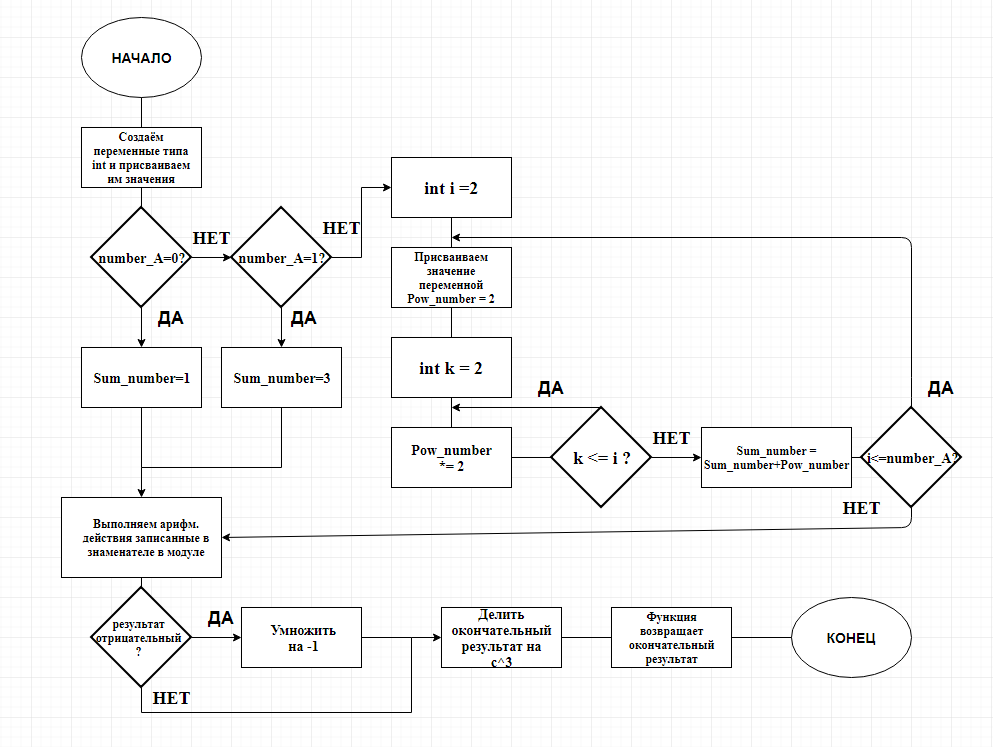 НАЧАЛО
Создаём
переменные типа
int и присваиваем
им значения
number_A=0?
НЕТ
number_A=1?
НЕТ
ДА
ДА
Sum_number=1
Sum_number=3
int i =2
Присваиваем
значение
переменной
Pow_number = 2
int k = 2
ДА
Pow_number
*= 2
k <= i ?
НЕТ
Sum_number =
Sum_number+Pow_number
i<=number_A?
ДА
НЕТ
Выполняем арифм.
действия записанные в
знаменателе в модуле
результат
отрицательный
?
ДА
НЕТ
Умножить
на -1
Делить
окончательный
результат на
c^3
Функция
возвращает
окончательный
результат
КОНЕЦ